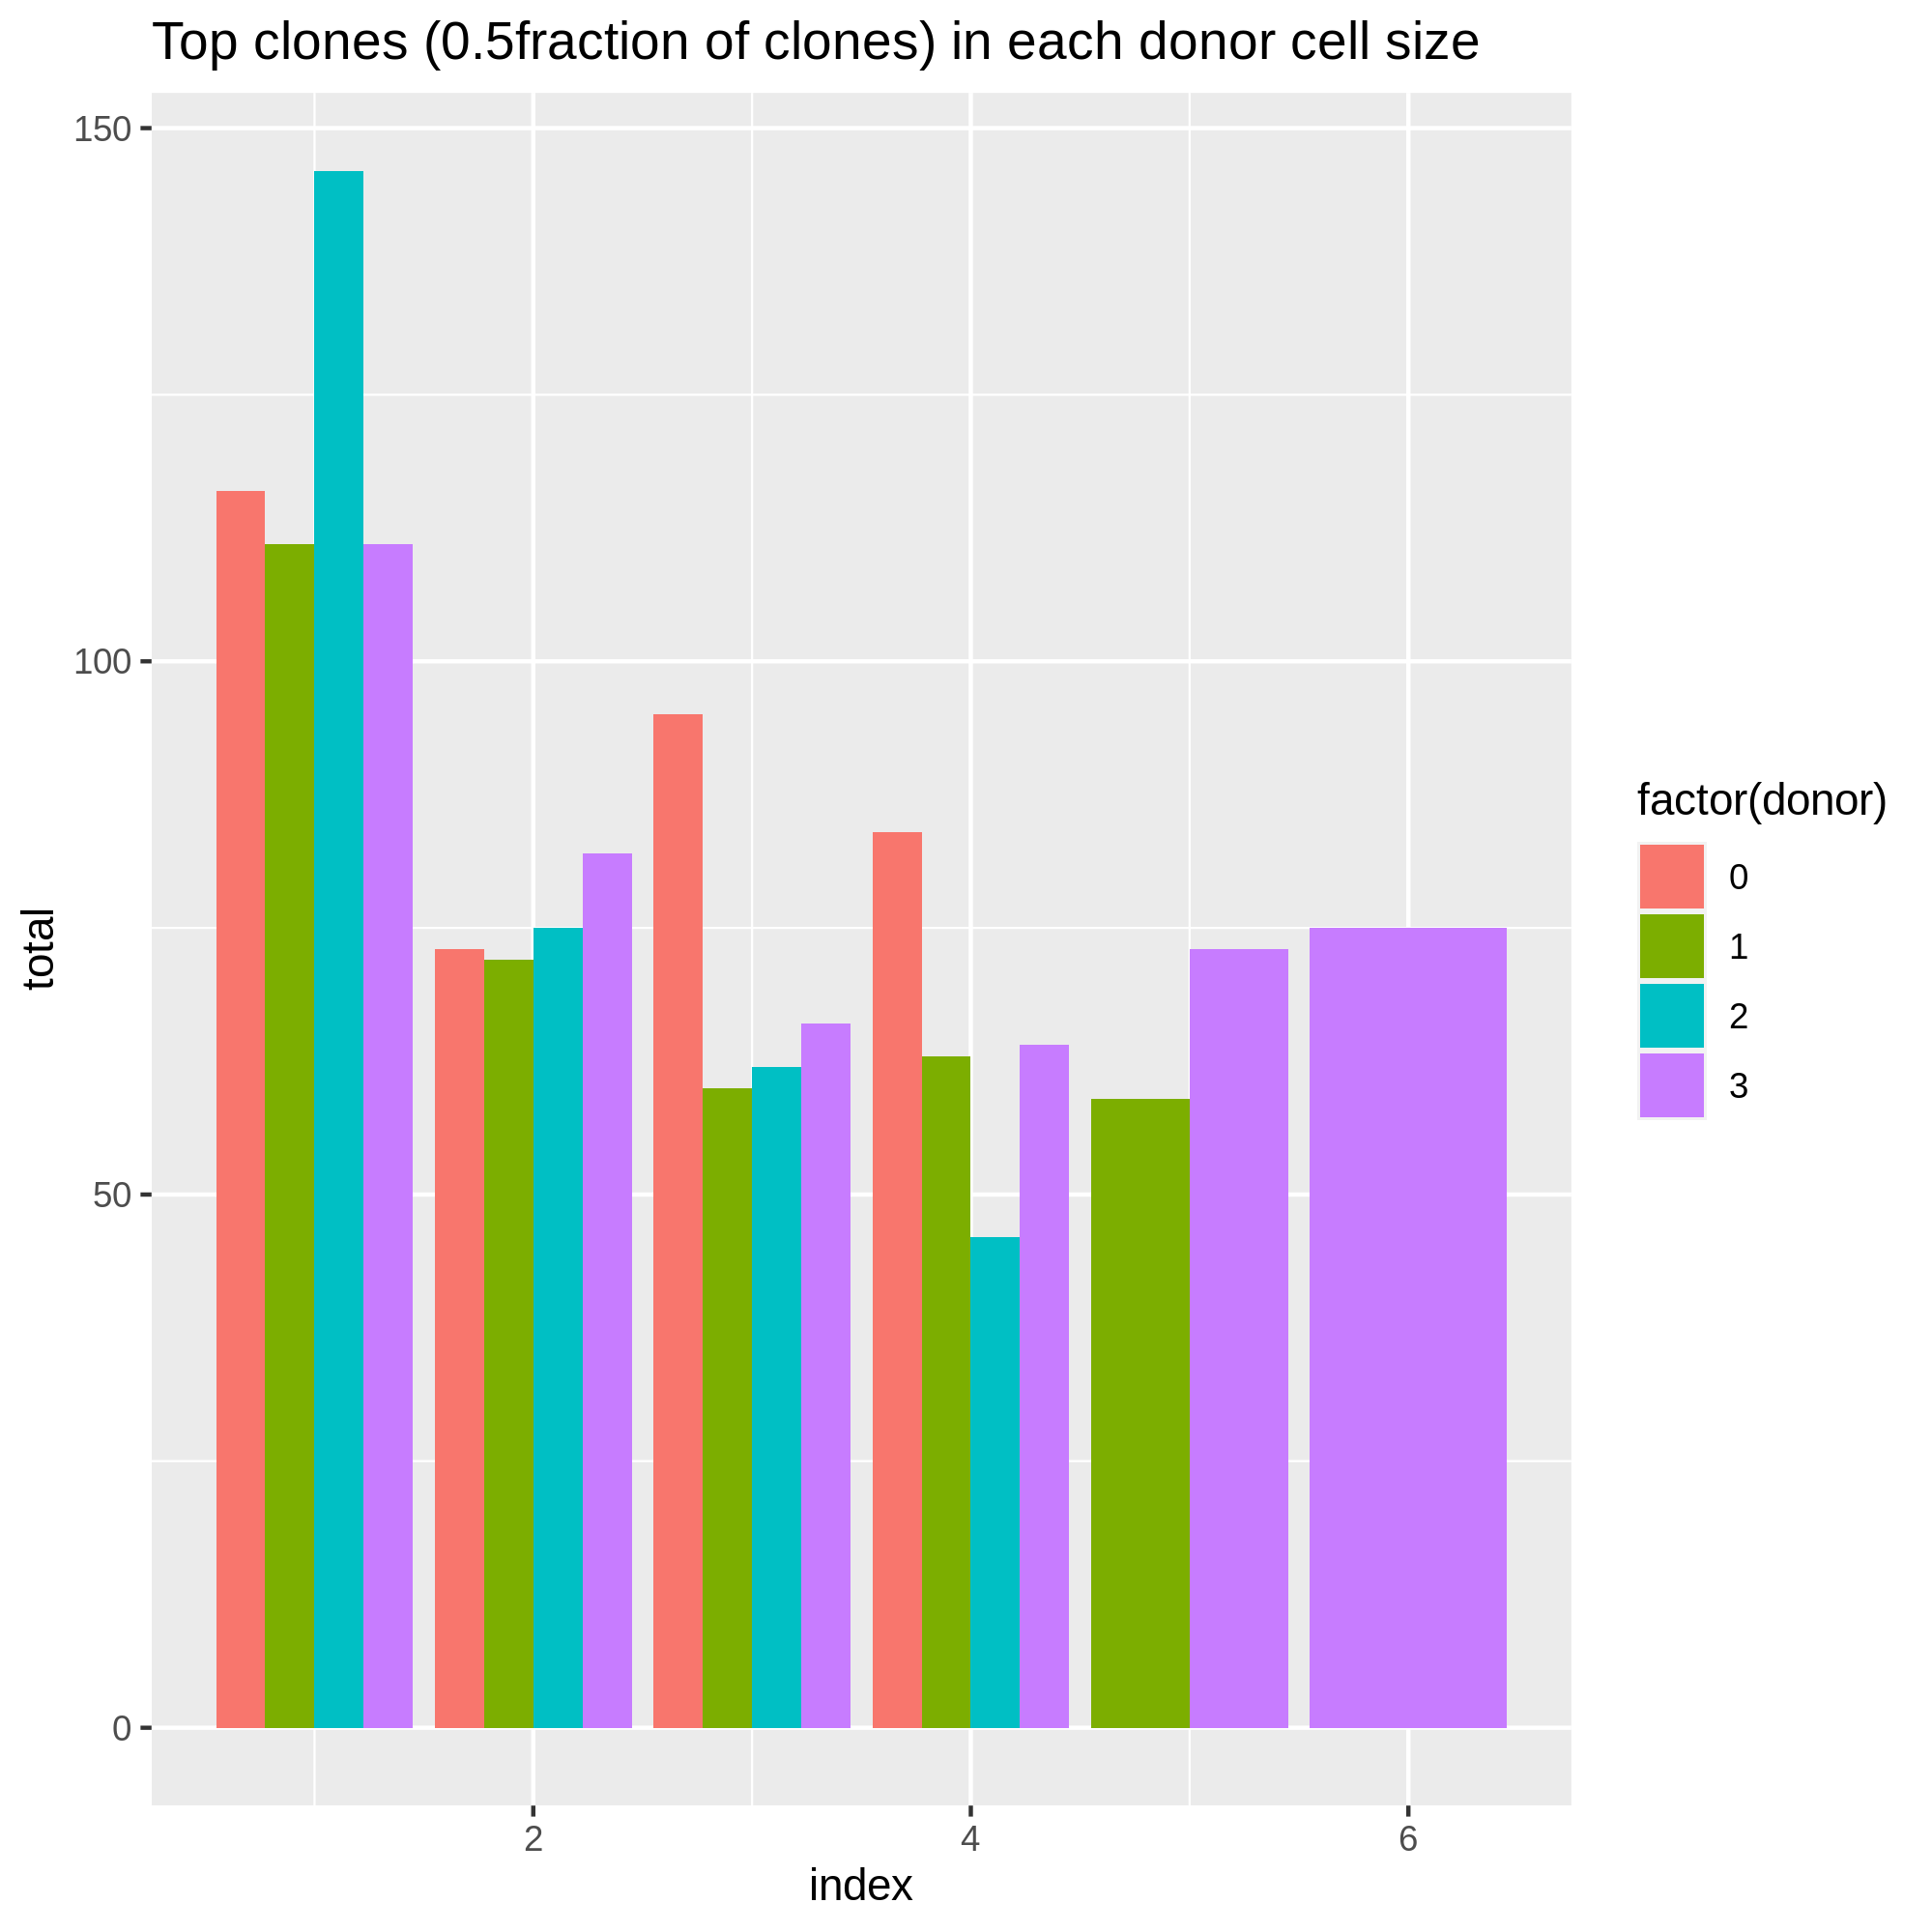 Top clones (0.5fraction of clones) in each donor cell size
150
100
50
0
total
2
4
6
index
factor(donor)
0
1
2
3